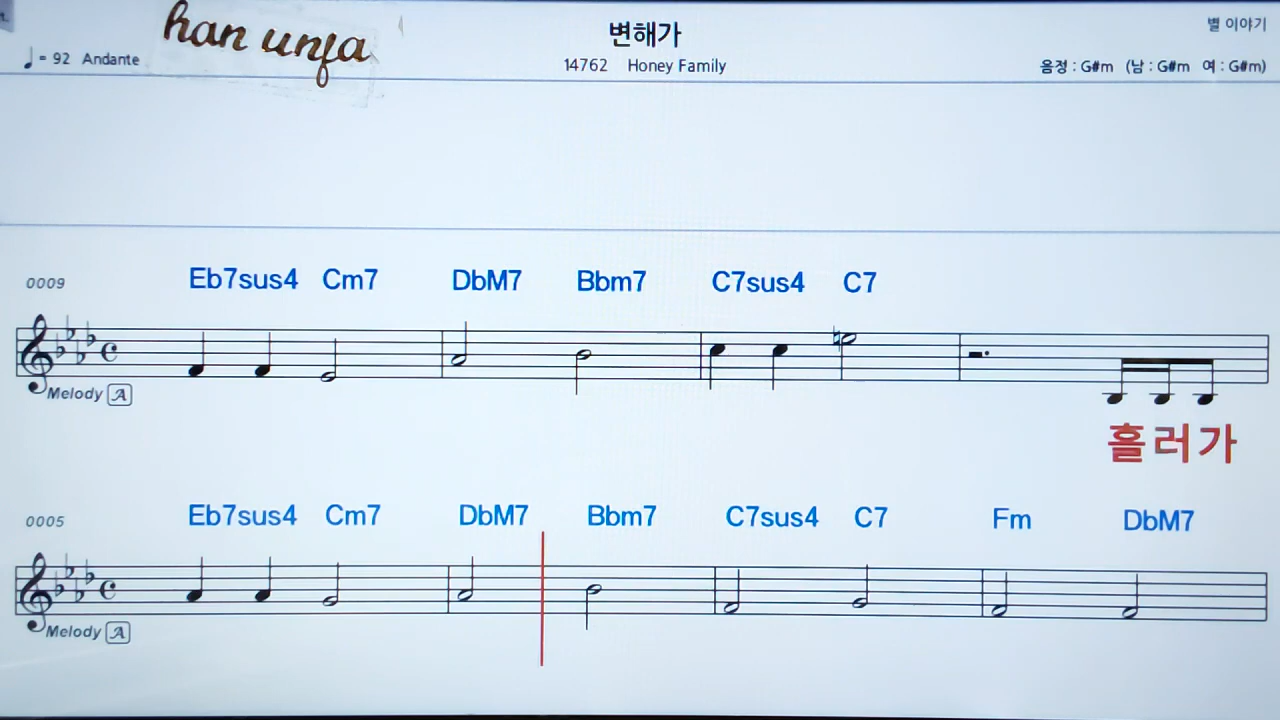 han unja
변해가
별 이야기
♩ = 92 Andante
14762 Honey Family
음정 : G#m (남 : G#m 여 : G#m)
0009
Eb7sus4 Cm7 DbM7 Bbm7 C7sus4 C7
Melody A
흘러가
0005
Eb7sus4 Cm7 DbM7 Bbm7 C7sus4 C7 Fm DbM7
Melody A